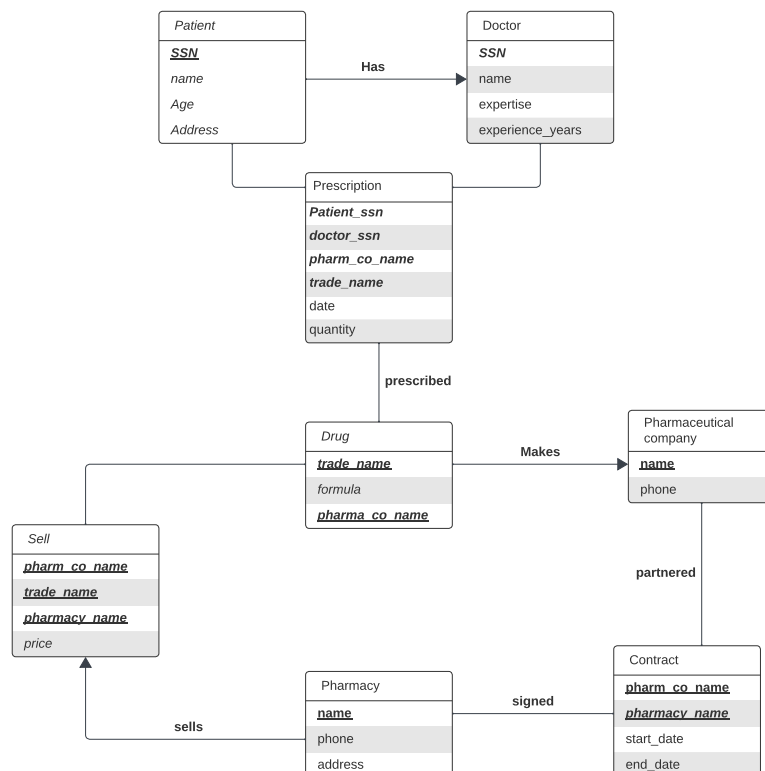 Patient
SSN
name
Age
Address
Has
Doctor
SSN
name
expertise
experience_years
Prescription
Patient_ssn
doctor_ssn
pharm_co_name
trade_name
date
quantity
prescribed
Drug
trade_name
formula
pharma_co_name
Makes
Pharmaceutical
company
name
phone
Sell
pharm_co_name
trade_name
pharmacy_name
price
partnered
sells
Pharmacy
name
phone
address
signed
Contract
pharm_co_name
pharmacy_name
start_date
end_date